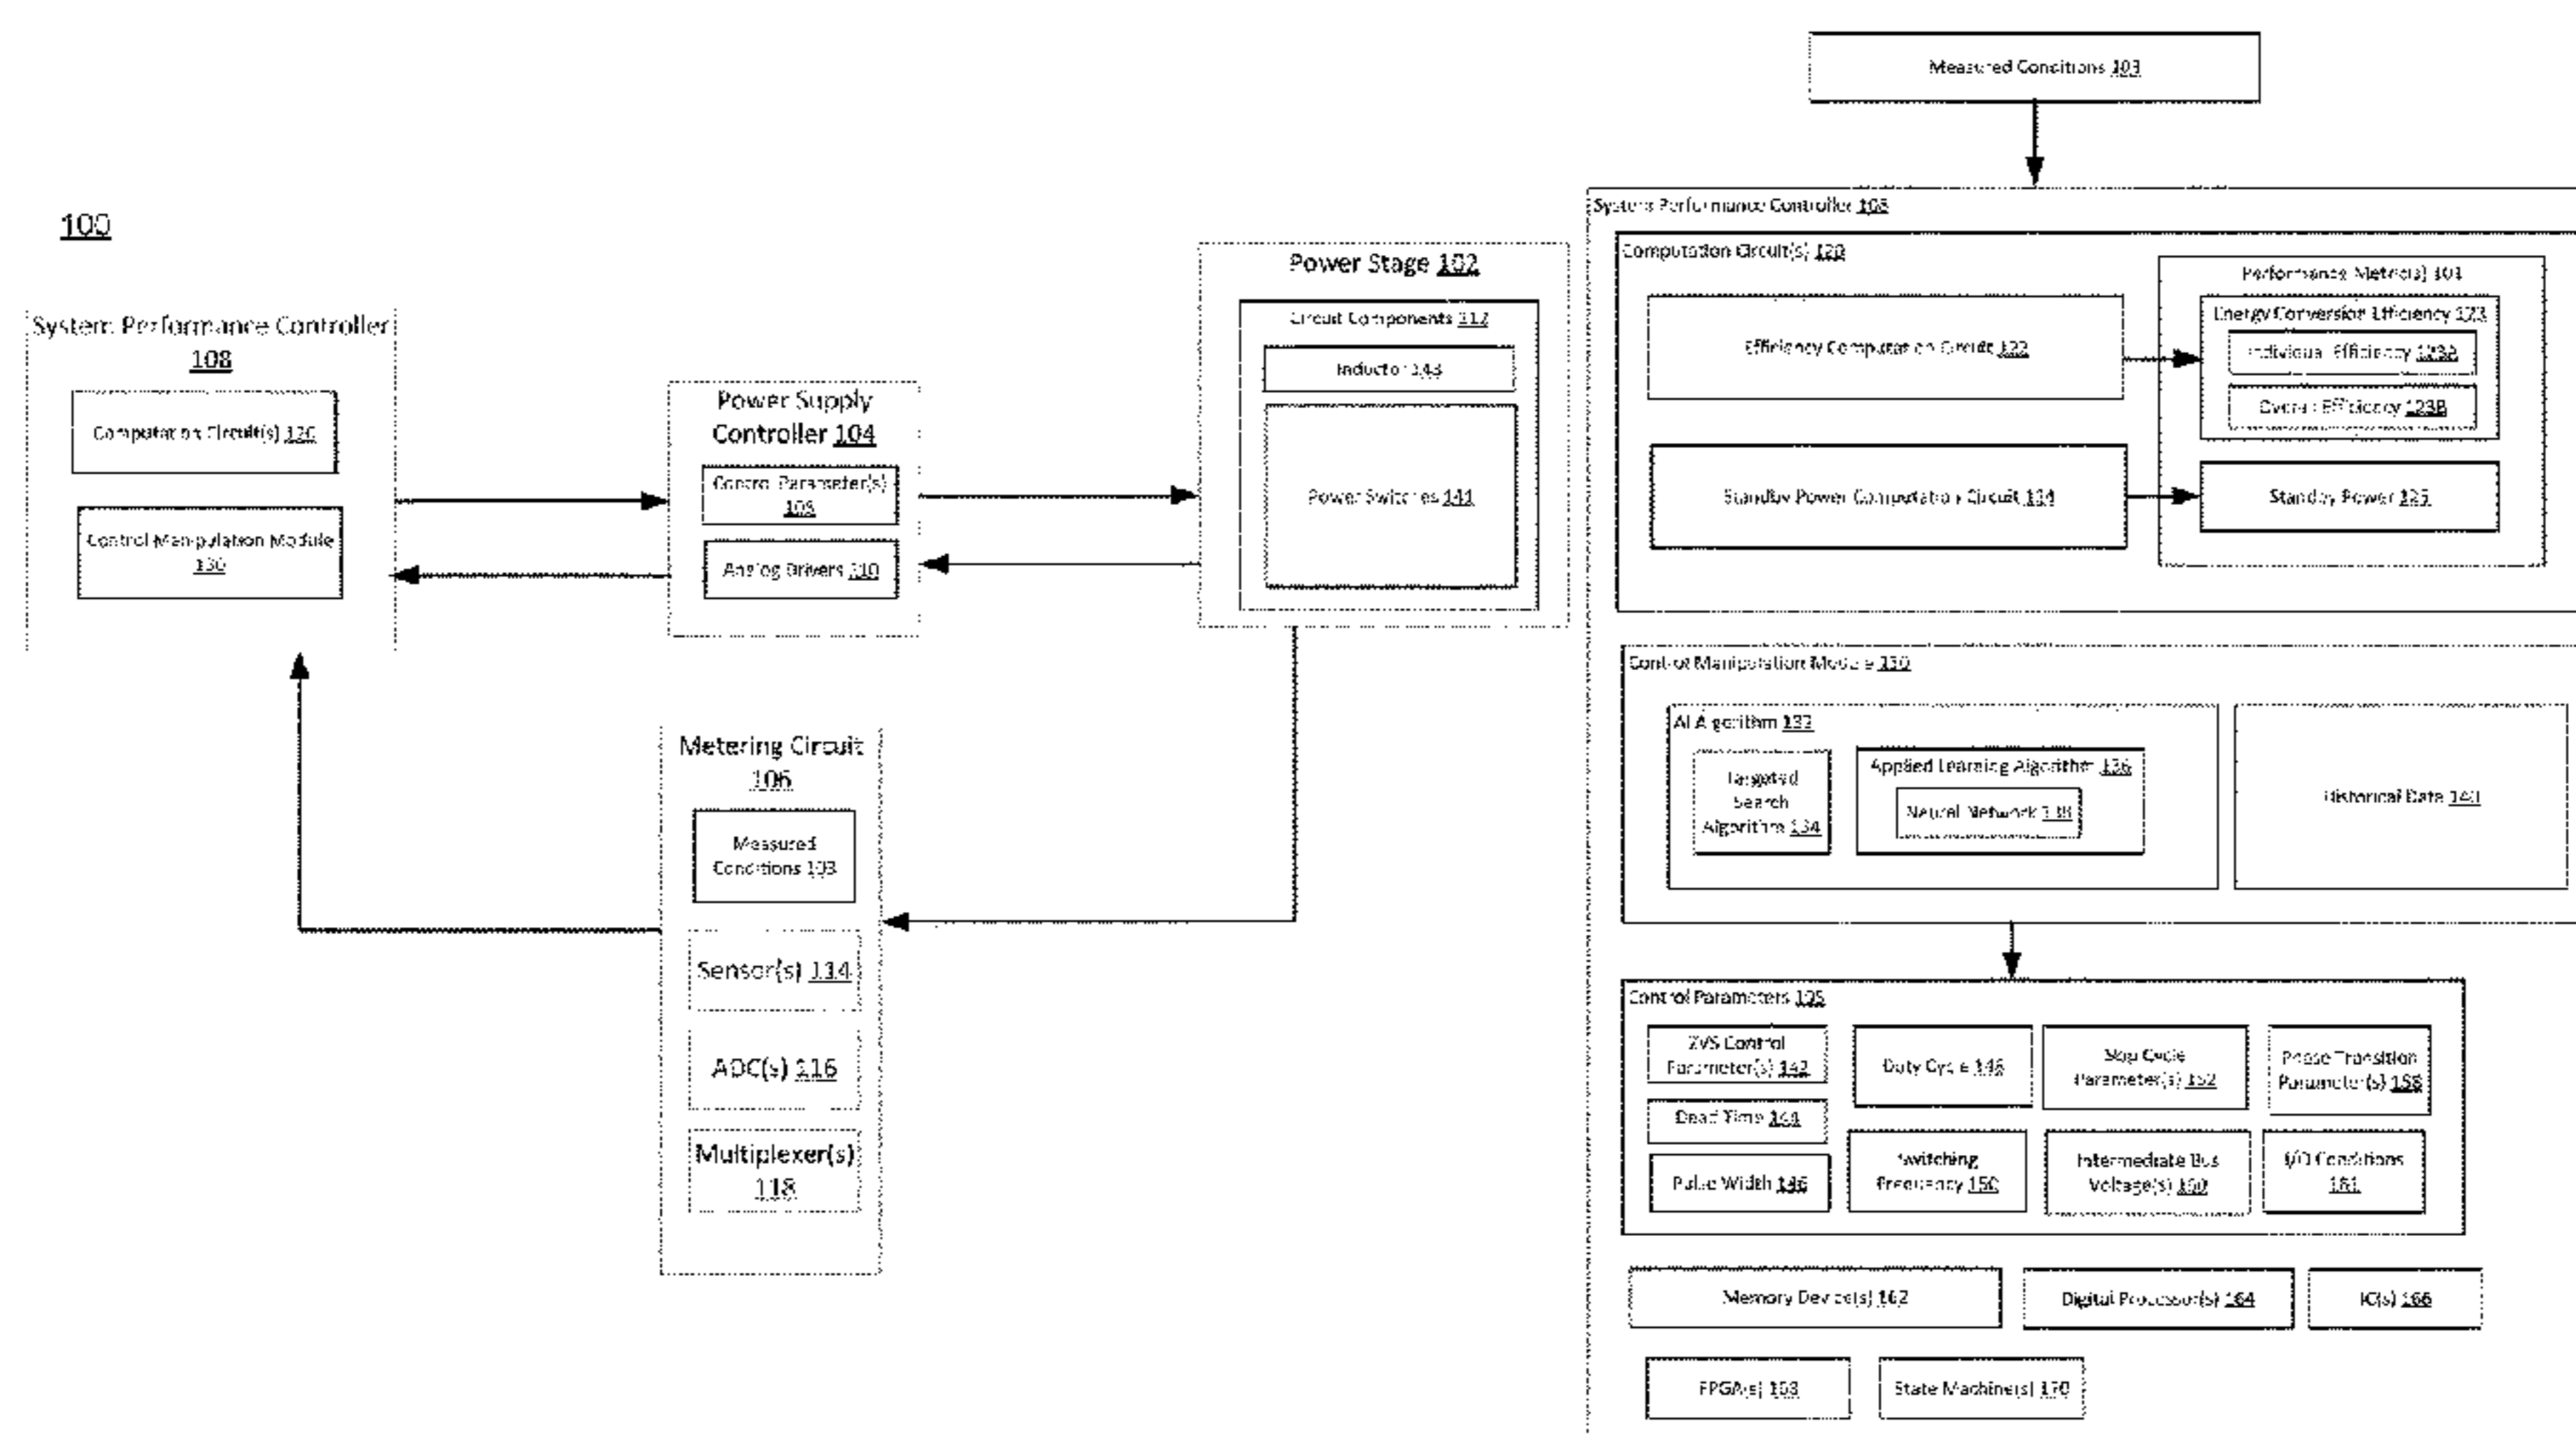 100
System Performance Controller
108
Computation Circuit(s) 120
Control Manipulation Module
130
Power Supply
Controller 104
Control Parameter(s)
105
Analog Drivers 110
Power Stage 102
Circuit Components 112
Inductor 143
Power Switches 141
Metering Circuit
106
Measured
Conditions 103
Sensor(s) 114
ADC(s) 116
Multiplexer(s)
118
Measured Conditions 103
System Performance Controller 108
Computation Circuit(s) 120
Efficiency Computation Circuit 122
Standby Power Computation Circuit 124
Performance Metric(s) 101
Energy Conversion Efficiency 123
Individual Efficiency 123A
Overall Efficiency 123B
Standby Power 125
Control Manipulation Module 130
AI Algorithm 132
Targeted
Search
Algorithm 134
Applied Learning Algorithm 136
Neural Network 138
Historical Data 140
Control Parameters 105
ZVS Control
Parameter(s) 142
Dead Time 144
Pulse Width 146
Duty Cycle 148
Switching
Frequency 150
Skip Cycle
Parameter(s) 152
Intermediate Bus
Voltage(s) 160
Phase Transition
Parameter(s) 158
I/O Conditions
161
Memory Device(s) 162
Digital Processor(s) 164
IC(s) 166
FPGA(s) 168
State Machine(s) 170